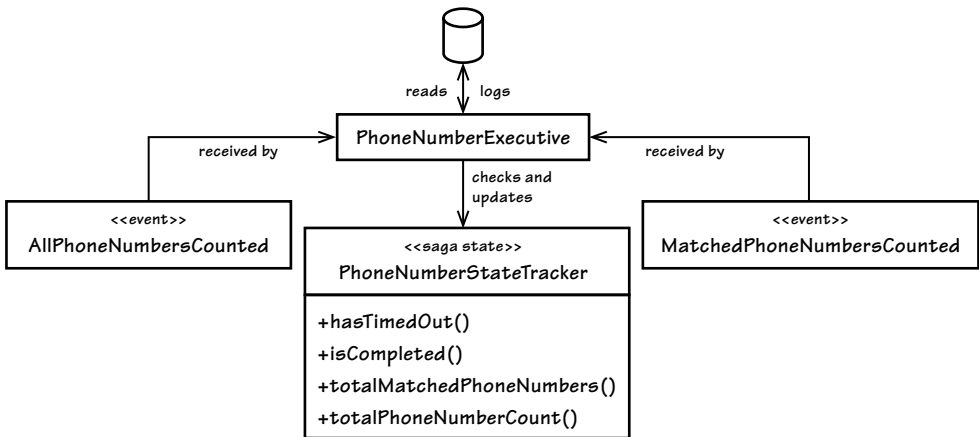 reads logs
PhoneNumberExecutive
received by
received by
checks and
updates
<<event>>
AllPhoneNumbersCounted
<<event>>
MatchedPhoneNumbersCounted
<<saga state>>
PhoneNumberStateTracker
+hasTimedOut()
+isCompleted()
+totalMatchedPhoneNumbers()
+totalPhoneNumberCount()